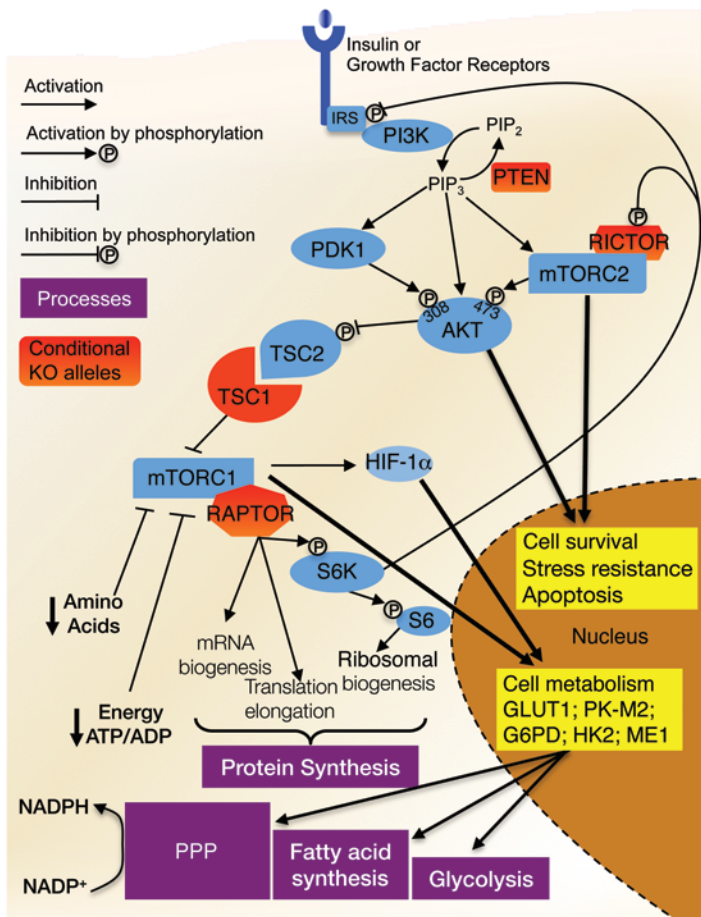 Insulin or
Growth Factor Receptors
Activation
Activation by phosphorylation
P
Inhibition
Inhibition by phosphorylation
P
Processes
Conditional
KO alleles
IRS
P
PI3K
PIP2
PIP3
PTEN
PDK1
P
RICTOR
mTORC2
P
308
P
473
AKT
TSC2
P
TSC1
mTORC1
RAPTOR
HIF-1α
P
S6K
P
S6
Amino
Acids
mRNA
biogenesis
Translation
elongation
Ribosomal
biogenesis
Energy
ATP/ADP
Protein Synthesis
Cell survival
Stress resistance
Apoptosis
Nucleus
Cell metabolism
GLUT1; PK-M2;
G6PD; HK2; ME1
NADPH
NADP+
PPP
Fatty acid
synthesis
Glycolysis